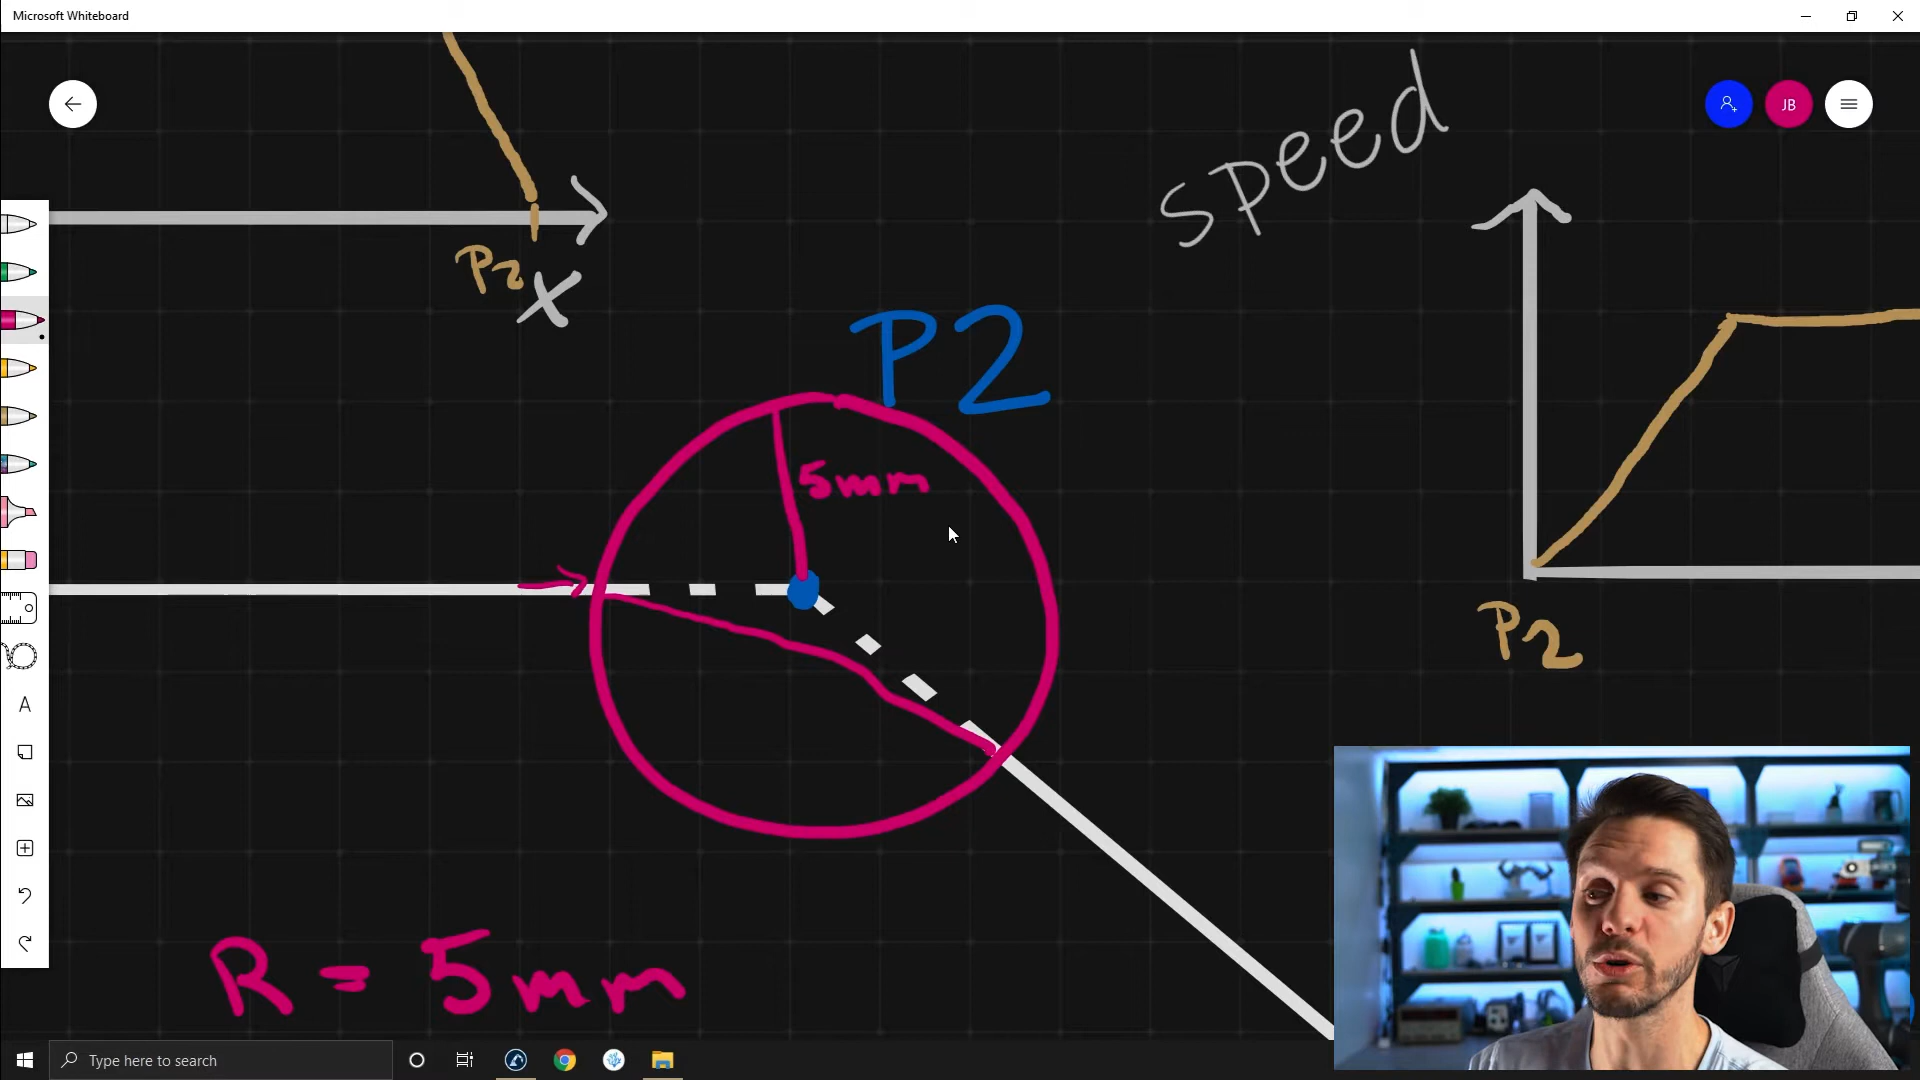 Microsoft Whiteboard
speed
JB
P2
X
P2
5mm
P2
A
R = 5mm
Type here to search